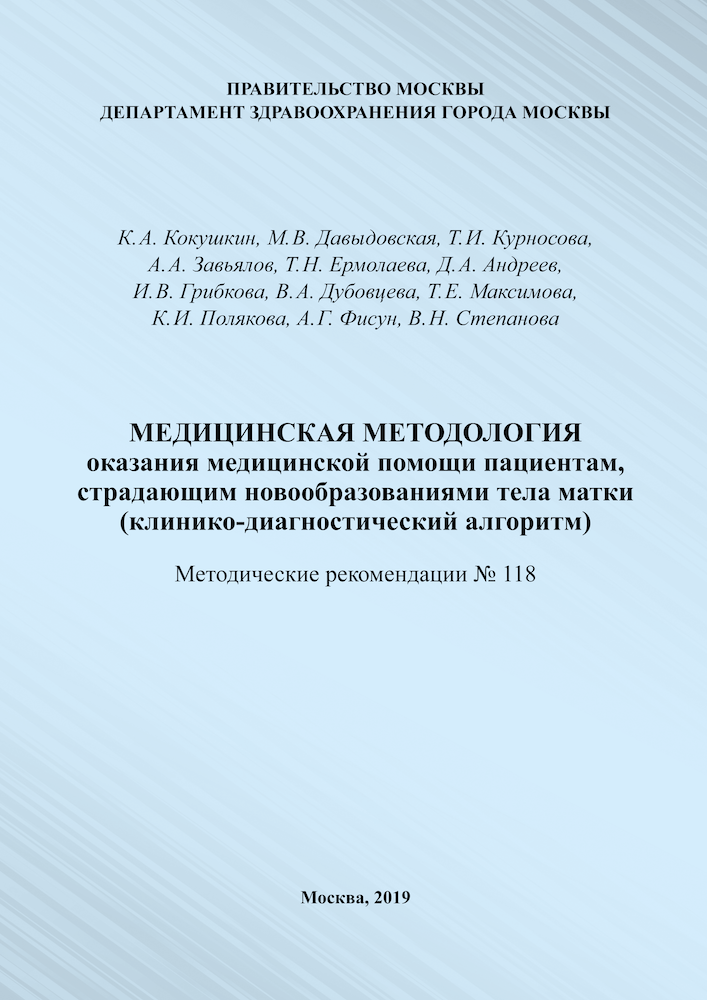 ПРАВИТЕЛЬСТВО МОСКВЫ
ДЕПАРТАМЕНТ ЗДРАВООХРАНЕНИЯ ГОРОДА МОСКВЫ
К. А. Кокушкин, М. В. Давыдовская, Т. И. Курносова,
А. А. Завьялов, Т. Н. Ермолаева, Д. А. Андреев,
И. В. Грибкова, В. А. Дубовцева, Т. Е. Максимова,
К. И. Полякова, А. Г. Фисун, В. Н. Степанова
МЕДИЦИНСКАЯ МЕТОДОЛОГИЯ
оказания медицинской помощи пациентам,
страдающим новообразованиями тела матки
(клинико-диагностический алгоритм)
Методические рекомендации № 118
Москва, 2019